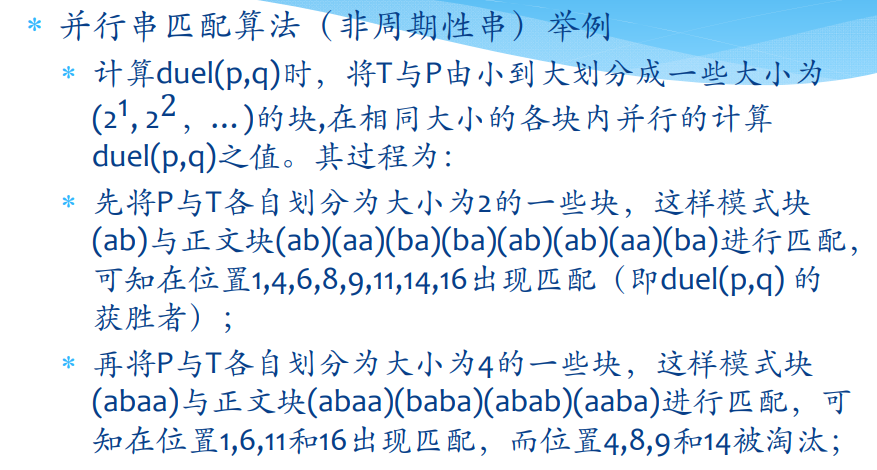 * 并行串匹配算法（非周期性串）举例
* 计算duel(p,q)时，将T与P由小到大划分成一些大小为
(2¹, 2²，…)的块,在相同大小的各块内并行的计算
duel(p,q)之值。其过程为：
* 先将P与T各自划分为大小为2的一些块，这样模式块
(ab)与正文块(ab)(aa)(ba)(ba)(ab)(ab)(aa)(ba)进行匹配，
可知在位置1,4,6,8,9,11,14,16出现匹配（即duel(p,q) 的
获胜者）；
* 再将P与T各自划分为大小为4的一些块，这样模式块
(abaa)与正文块(abaa)(baba)(abab)(aaba)进行匹配，可
知在位置1,6,11和16出现匹配，而位置4,8,9和14被淘汰；